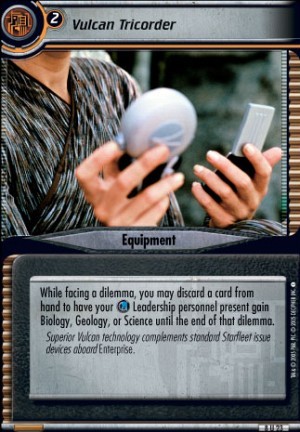 2 Vulcan Tricorder
Equipment
While facing a dilemma, you may discard a card from
hand to have your Leadership personnel present gain
Biology, Geology, or Science until the end of that dilemma.
Superior Vulcan technology complements standard Starfleet issue
devices aboard Enterprise.